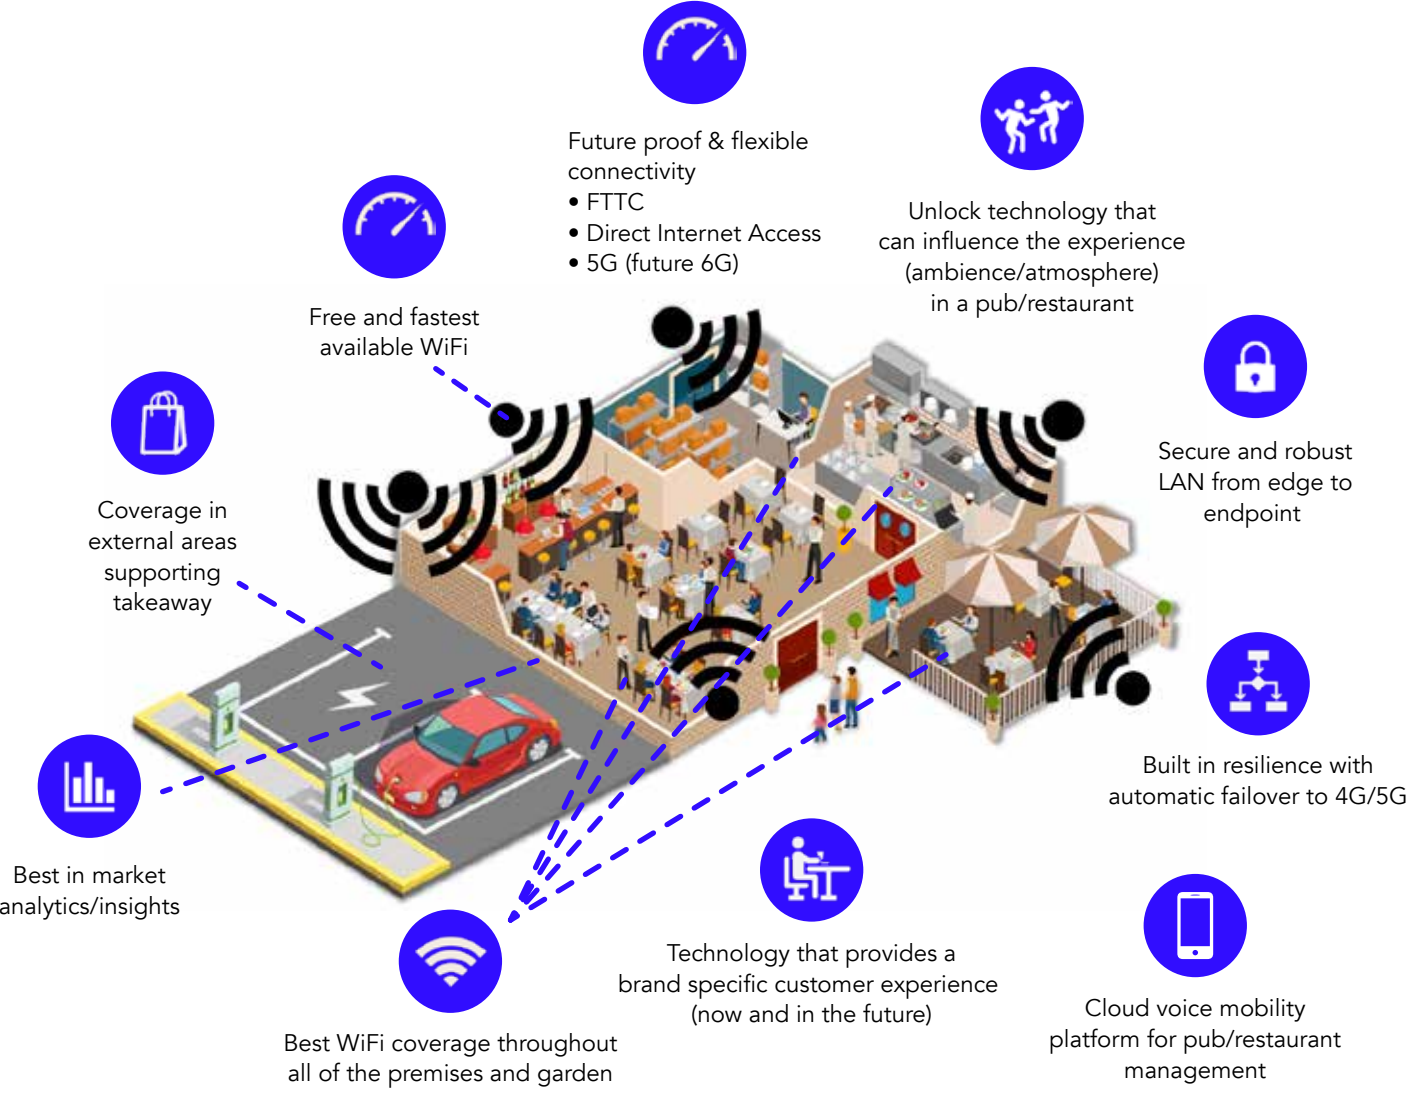 Future proof & flexible
connectivity
• FTTC
• Direct Internet Access
• 5G (future 6G)
Unlock technology that
can influence the experience
(ambience/atmosphere)
in a pub/restaurant
Free and fastest
available WiFi
Secure and robust
LAN from edge to
endpoint
Coverage in
external areas
supporting
takeaway
Built in resilience with
automatic failover to 4G/5G
Best in market
analytics/insights
Technology that provides a
brand specific customer experience
(now and in the future)
Cloud voice mobility
platform for pub/restaurant
management
Best WiFi coverage throughout
all of the premises and garden